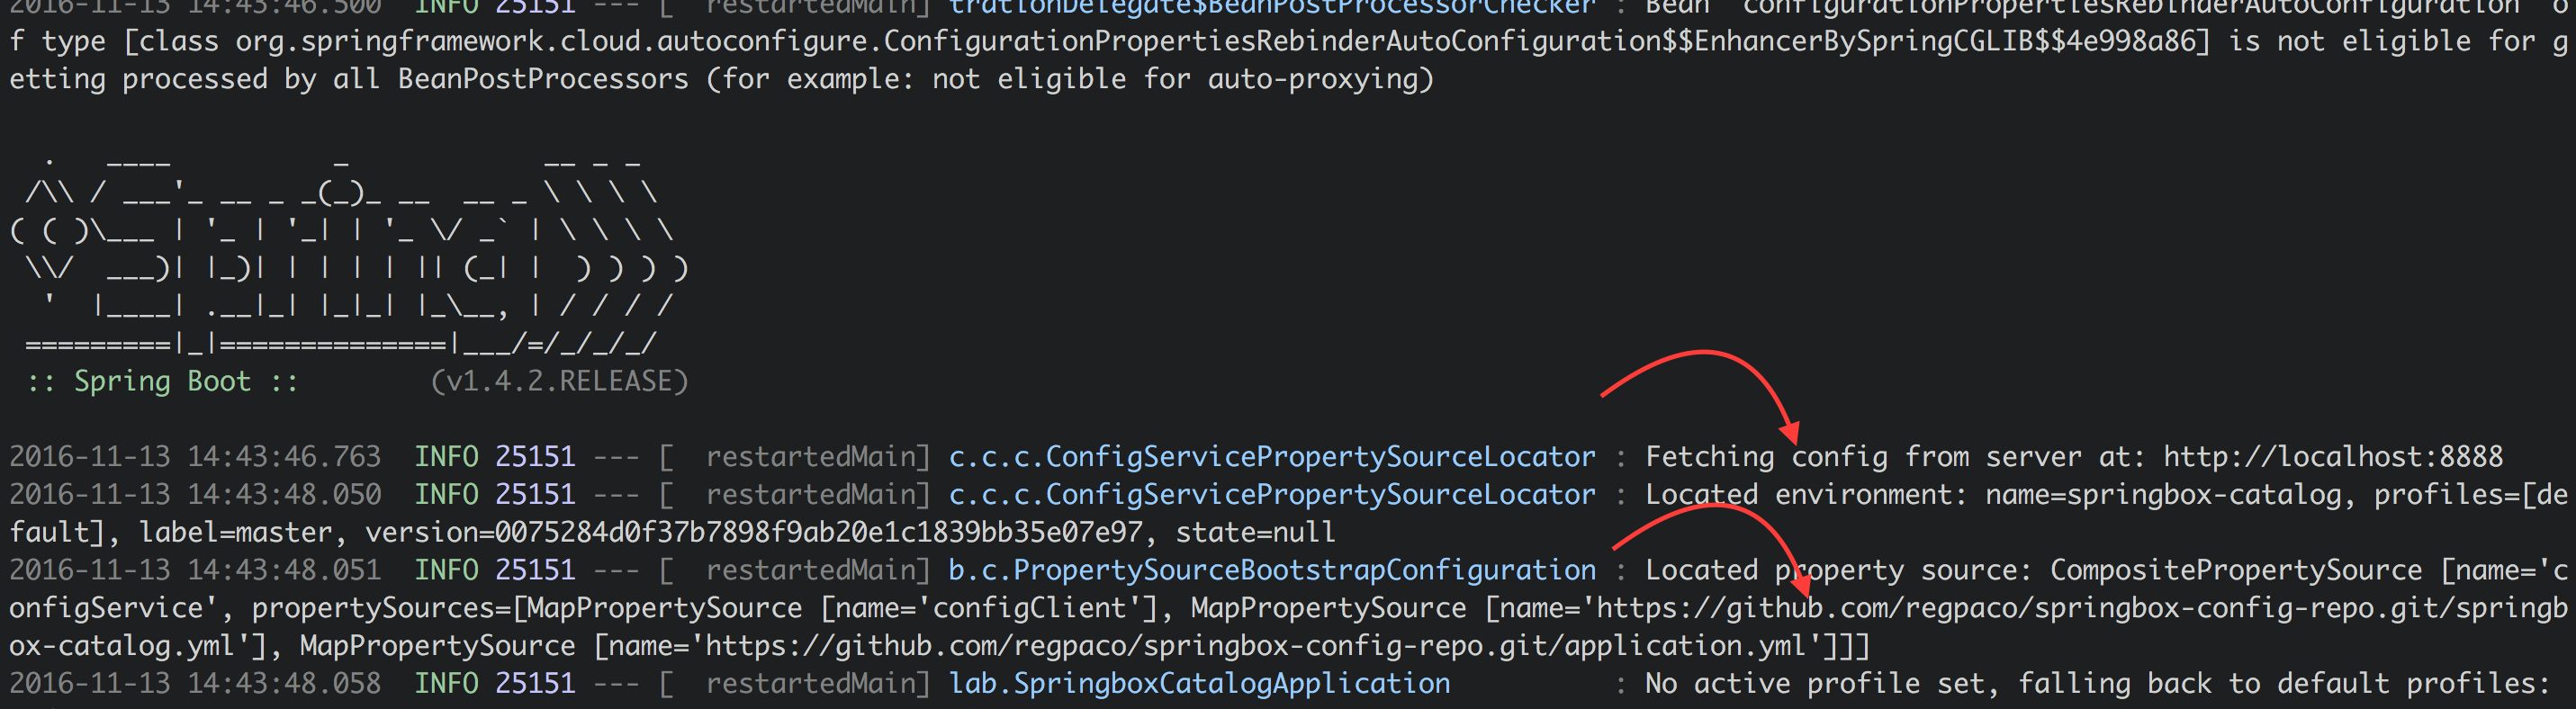 2016-11-13 14:43:46.500  INFO 25151 --- [  restartedMain] trationDelegate$BeanPostProcessorChecker : Bean 'configurationPropertiesRebinderAutoConfiguration' o
f type [class org.springframework.cloud.autoconfigure.ConfigurationPropertiesRebinderAutoConfiguration$$EnhancerBySpringCGLIB$$4e998a86] is not eligible for g
etting processed by all BeanPostProcessors (for example: not eligible for auto-proxying)
  .   ____          _            __ _ _
 /\\ / ___'_ __ _ _(_)_ __  __ _ \ \ \ \
( ( )\___ | '_ | '_| | '_ \/ _` | \ \ \ \
 \\/  ___)| |_)| | | | | || (_| |  ) ) ) )
  '  |____| .__|_| |_|_| |_\__, | / / / /
 =========|_|==============|___/=/_/_/_/
 :: Spring Boot ::        (v1.4.2.RELEASE)
2016-11-13 14:43:46.763  INFO 25151 --- [  restartedMain] c.c.c.ConfigServicePropertySourceLocator : Fetching config from server at: http://localhost:8888
2016-11-13 14:43:48.050  INFO 25151 --- [  restartedMain] c.c.c.ConfigServicePropertySourceLocator : Located environment: name=springbox-catalog, profiles=[de
fault], label=master, version=0075284d0f37b7898f9ab20e1c1839bb35e07e97, state=null
2016-11-13 14:43:48.051  INFO 25151 --- [  restartedMain] b.c.PropertySourceBootstrapConfiguration : Located property source: CompositePropertySource [name='c
onfigService', propertySources=[MapPropertySource [name='configClient'], MapPropertySource [name='https://github.com/regpaco/springbox-config-repo.git/springb
ox-catalog.yml'], MapPropertySource [name='https://github.com/regpaco/springbox-config-repo.git/application.yml']]]
2016-11-13 14:43:48.058  INFO 25151 --- [  restartedMain] lab.SpringboxCatalogApplication          : No active profile set, falling back to default profiles: